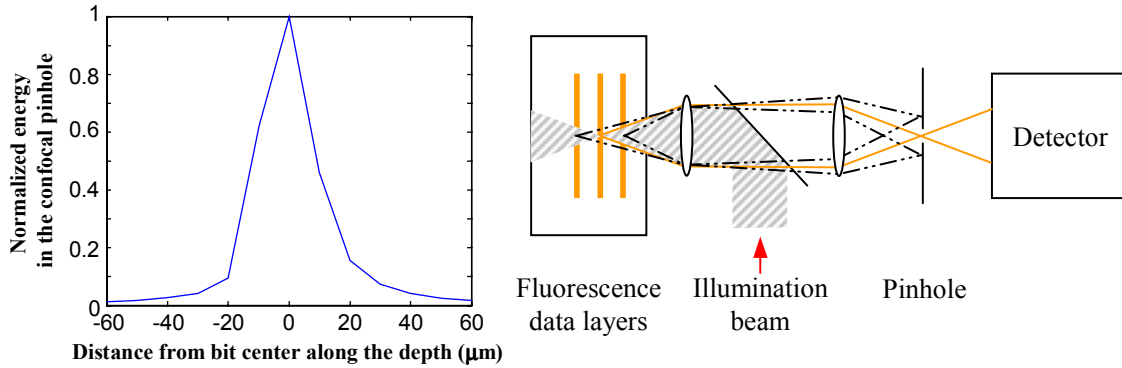 Normalized energy
in the confocal pinhole
1
0.8
0.6
0.4
0.2
0
-60 -40 -20 0 20 40 60
Distance from bit center along the depth (μm)
Fluorescence
data layers
Illumination
beam
Pinhole
Detector